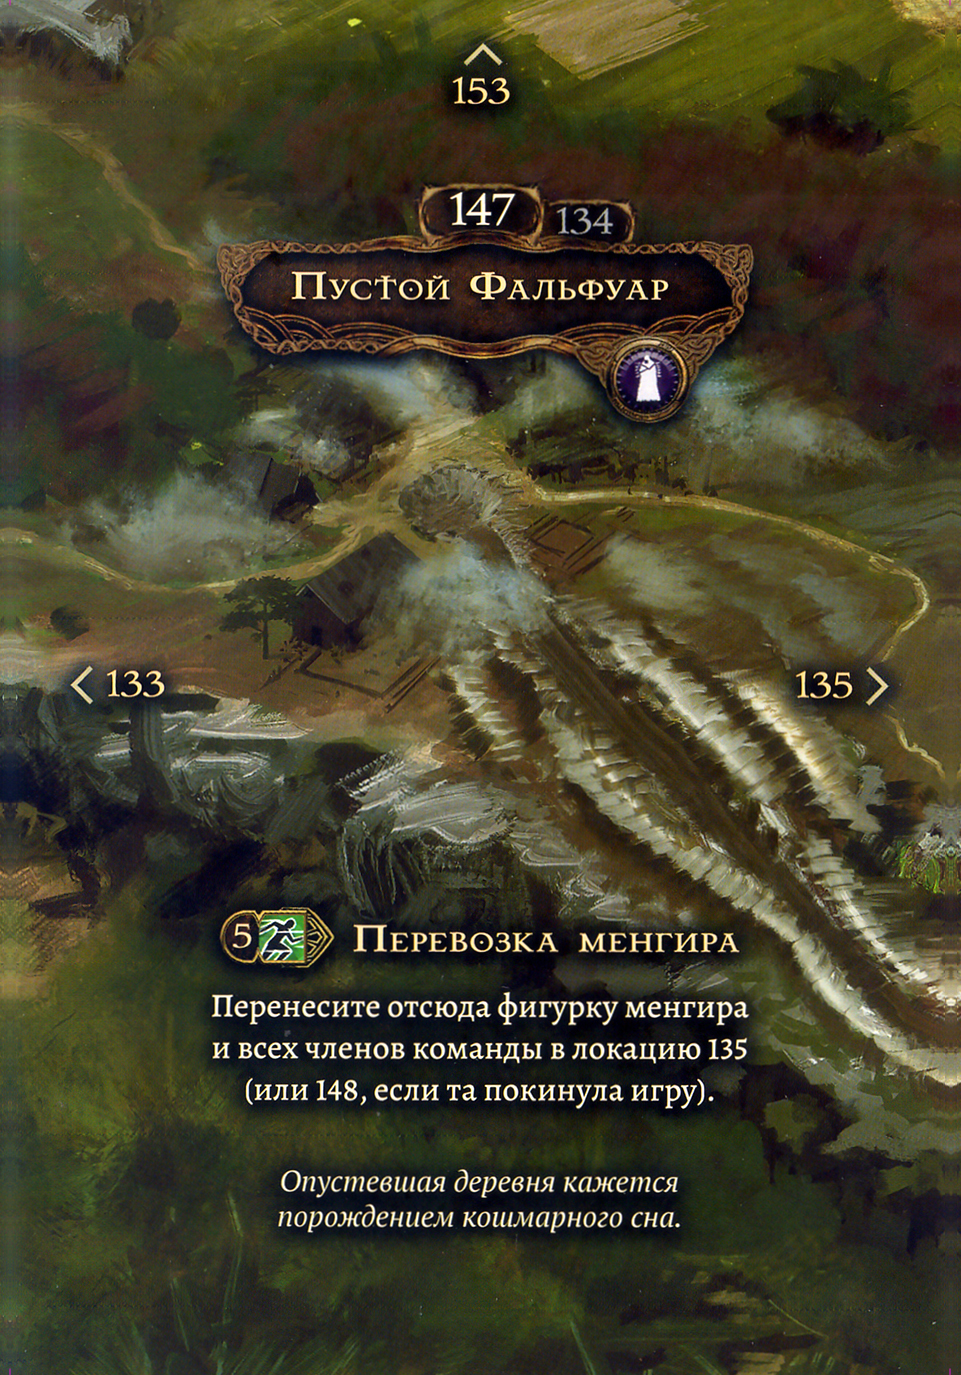 153
147 134
Пустой Фальфуар
133
135
5 Перевозка менгира
Перенесите отсюда фигурку менгира
и всех членов команды в локацию 135
(или 148, если та покинула игру).
Опустевшая деревня кажется
порождением кошмарного сна.